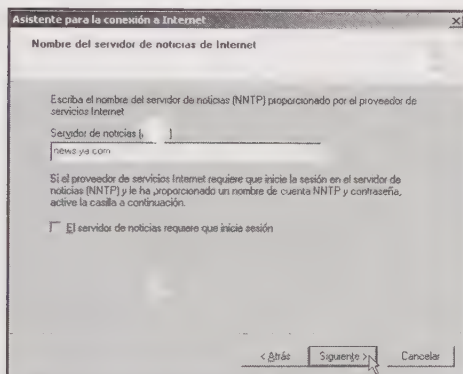 Asistente para la conexión a Internet
Nombre del servidor de noticias de Internet
Escriba el nombre del servidor de noticias (NNTP) proporcionado por el proveedor de
servicios Internet
Servidor de noticias
news.ya.com
Si el proveedor de servicios Internet requiere que inicie la sesión en el servidor de
noticias (NNTP) y le ha proporcionado un nombre de cuenta NNTP y contraseña,
active la casilla a continuación.
El servidor de noticias requiere que inicie sesión
< Atrás
Siguiente >
Cancelar